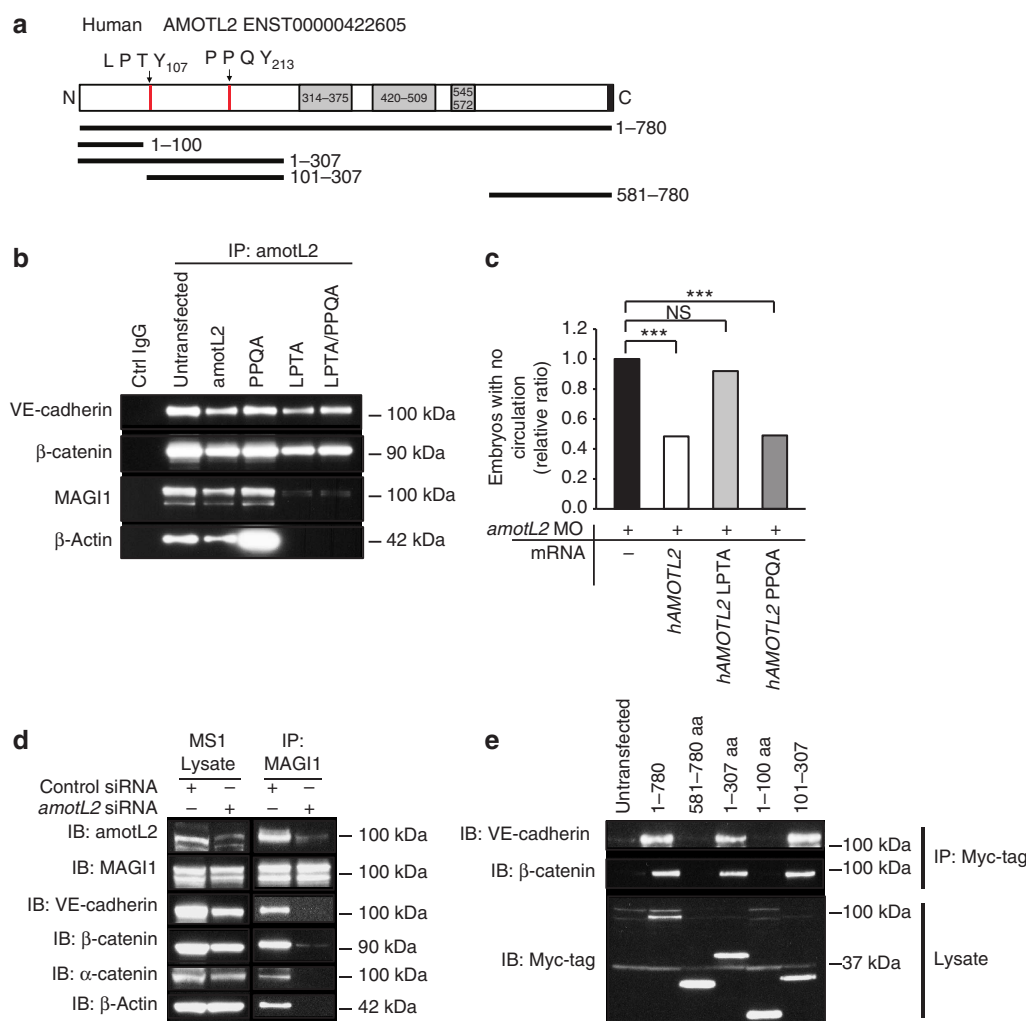 a
Human AMOTL2 ENST00000422605
L P T Y107 P P Q Y213
N 314–375 420–509 545 572 C
1–780
1–100
1–307
101–307
581–780
b
IP: amotL2
Ctrl IgG
Untransfected
amotL2
PPQA
LPTA
LPTA/PPQA
VE-cadherin – 100 kDa
β-catenin – 90 kDa
MAGI1 – 100 kDa
β-Actin – 42 kDa
c
***
NS
***
Embryos with no circulation (relative ratio)
1.2
1.0
0.8
0.6
0.4
0.2
0.0
amotL2 MO + + + +
mRNA –
hAMOTL2
hAMOTL2 LPTA
hAMOTL2 PPQA
d
MS1 Lysate
IP: MAGI1
Control siRNA + – + –
amotL2 siRNA – + – +
IB: amotL2 – 100 kDa
IB: MAGI1 – 100 kDa
IB: VE-cadherin – 100 kDa
IB: β-catenin – 90 kDa
IB: α-catenin – 100 kDa
IB: β-Actin – 42 kDa
e
Untransfected
1–780
581–780 aa
1–307 aa
1–100 aa
101–307
IB: VE-cadherin –100 kDa
IB: β-catenin –100 kDa
IP: Myc-tag
–100 kDa
IB: Myc-tag –37 kDa
Lysate